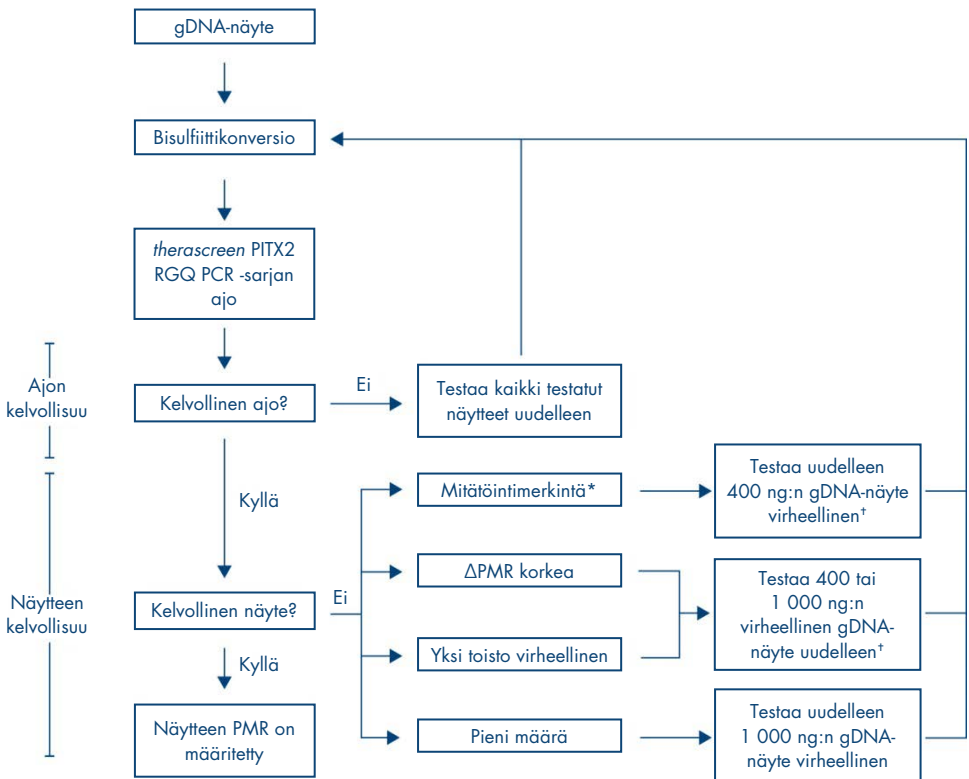 gDNA-näyte
Bisulfiittikonversio
therascreen PITX2
RGQ PCR -sarjan
ajo
Ajon
kelvollisuu
Kelvollinen ajo?
Ei
Testaa kaikki testatut
näytteet uudelleen
Kyllä
Mitätöintimerkintä*
Testaa uudelleen
400 ng:n gDNA-näyte
virheellinen†
Näytteen
kelvollisuu
Kelvollinen näyte?
Ei
ΔPMR korkea
Yksi toisto virheellinen
Testaa 400 tai
1 000 ng:n
virheellinen gDNA-
näyte uudelleen†
Kyllä
Näytteen PMR on
määritetty
Pieni määrä
Testaa uudelleen
1 000 ng:n gDNA-
näyte virheellinen